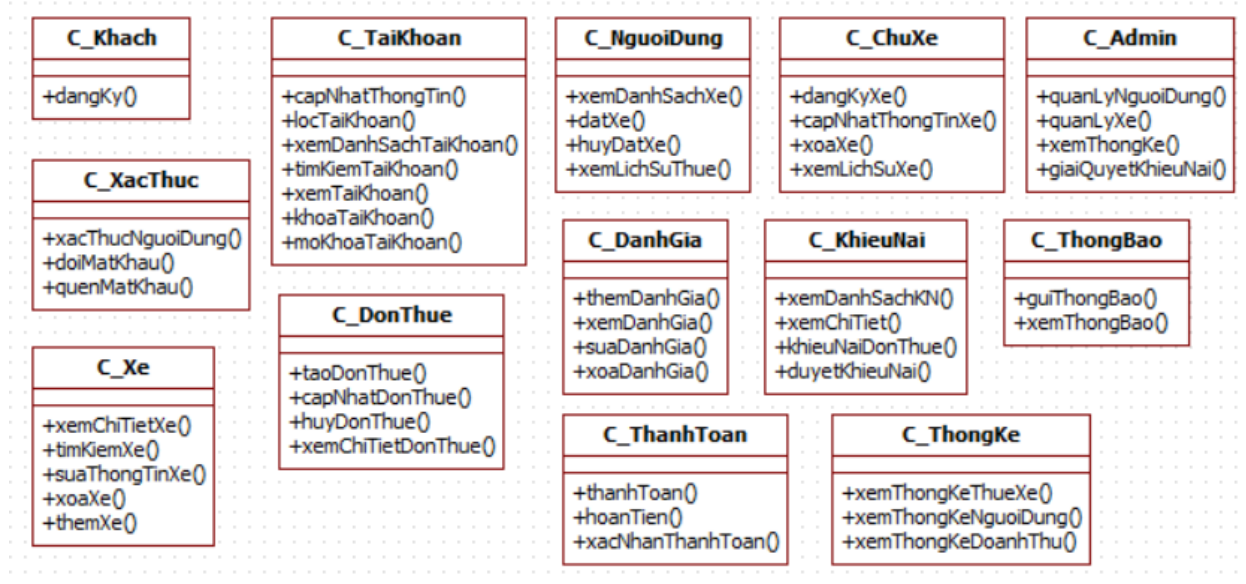 C_Khach
+dangKy()
C_TaiKhoan
+capNhatThongTin()
+locTaiKhoan()
+xemDanhSachTaiKhoan()
+timKiemTaiKhoan()
+xemTaiKhoan()
+khoaTaiKhoan()
+moKhoaTaiKhoan()
C_NguoiDung
+xemDanhSachXe()
+datXe()
+huyDatXe()
+xemLichSuThue()
C_ChuXe
+dangKyXe()
+capNhatThongTinXe()
+xoaXe()
+xemLichSuXe()
C_Admin
+quanLyNguoiDung()
+quanLyXe()
+xemThongKe()
+giaiQuyetKhieuNai()
C_XacThuc
+xacThucNguoiDung()
+doiMatKhau()
+quenMatKhau()
C_DanhGia
+themDanhGia()
+xemDanhGia()
+suaDanhGia()
+xoaDanhGia()
C_KhieuNai
+xemDanhSachKN()
+xemChiTiet()
+khieuNaiDonThue()
+duyetKhieuNai()
C_ThongBao
+guiThongBao()
+xemThongBao()
C_DonThue
+taoDonThue()
+capNhatDonThue()
+huyDonThue()
+xemChiTietDonThue()
C_Xe
+xemChiTietXe()
+timKiemXe()
+suaThongTinXe()
+xoaXe()
+themXe()
C_ThanhToan
+thanhToan()
+hoanTien()
+xacNhanThanhToan()
C_ThongKe
+xemThongKeThueXe()
+xemThongKeNguoiDung()
+xemThongKeDoanhThu()